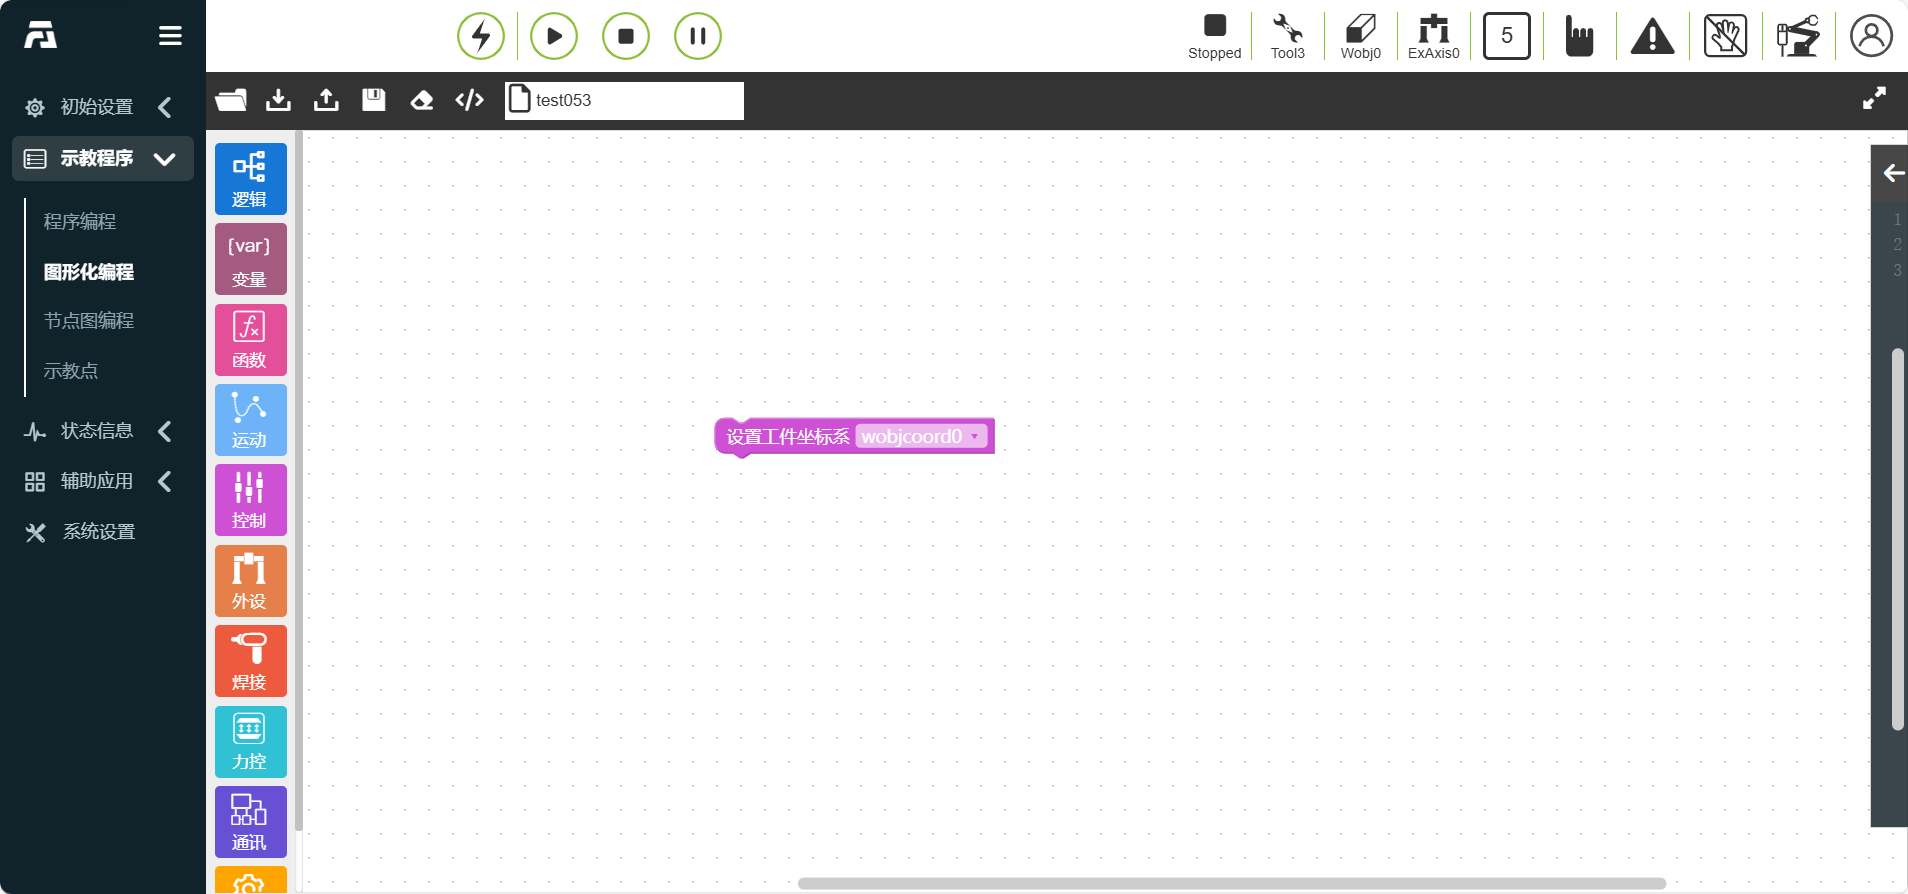 Stopped
Tool3
Wobj0
ExAxis0
5
test053
初始设置
示教程序
程序编程
图形化编程
节点图编程
示教点
状态信息
辅助应用
系统设置
逻辑
{var}
变量
fx
函数
运动
控制
外设
焊接
力控
通讯
设置工件坐标系 wobjcoord0
1
2
3